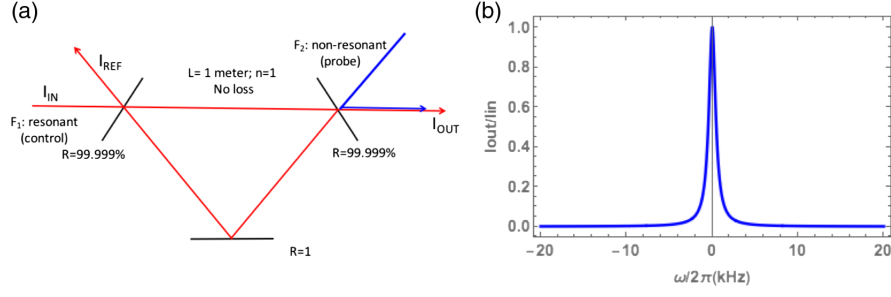 (a)
I_REF
I_IN
F₁: resonant
(control)
R=99.999%
L= 1 meter; n=1
No loss
F₂: non-resonant
(probe)
I_OUT
R=99.999%
R=1
(b)
Iout/Iin
1.0
0.8
0.6
0.4
0.2
0.0
−20
−10
0
10
20
ω/2π(kHz)